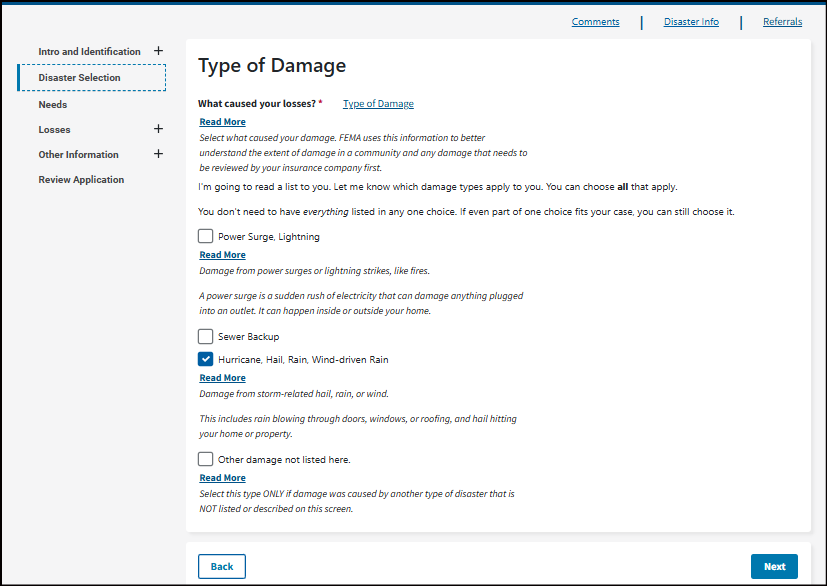 Comments | Disaster Info | Referrals
Intro and Identification +
Disaster Selection
Needs
Losses +
Other Information +
Review Application
Type of Damage
What caused your losses? * Type of Damage
Read More
Select what caused your damage. FEMA uses this information to better
understand the extent of damage in a community and any damage that needs to
be reviewed by your insurance company first.
I'm going to read a list to you. Let me know which damage types apply to you. You can choose all that apply.
You don't need to have everything listed in any one choice. If even part of one choice fits your case, you can still choose it.
Power Surge, Lightning
Read More
Damage from power surges or lightning strikes, like fires.
A power surge is a sudden rush of electricity that can damage anything plugged
into an outlet. It can happen inside or outside your home.
Sewer Backup
Hurricane, Hail, Rain, Wind-driven Rain
Read More
Damage from storm-related hail, rain, or wind.
This includes rain blowing through doors, windows, or roofing, and hail hitting
your home or property.
Other damage not listed here.
Read More
Select this type ONLY if damage was caused by another type of disaster that is
NOT listed or described on this screen.
Back Next